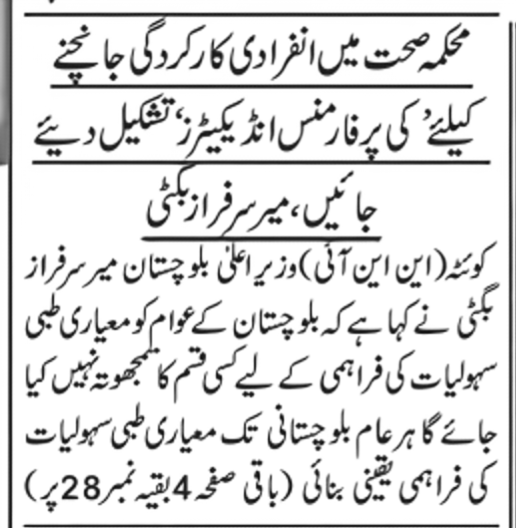 محکمہ صحت میں انفرادی کارکردگی جانچنے
کیلئے ’کی پرفارمنس انڈیکیٹرز‘ تشکیل دیئے
جائیں، میر سرفراز بگٹی
کوئٹہ (این این آئی) وزیر اعلیٰ بلوچستان میر سرفراز
بگٹی نے کہا ہے کہ بلوچستان کے عوام کو معیاری طبی
سہولیات کی فراہمی کے لیے کسی قسم کا سمجھوتہ نہیں کیا
جائے گا ہر عام بلوچستانی تک معیاری طبی سہولیات
کی فراہمی یقینی بنائی (باقی صفحہ 4 بقیہ نمبر 28 پر)